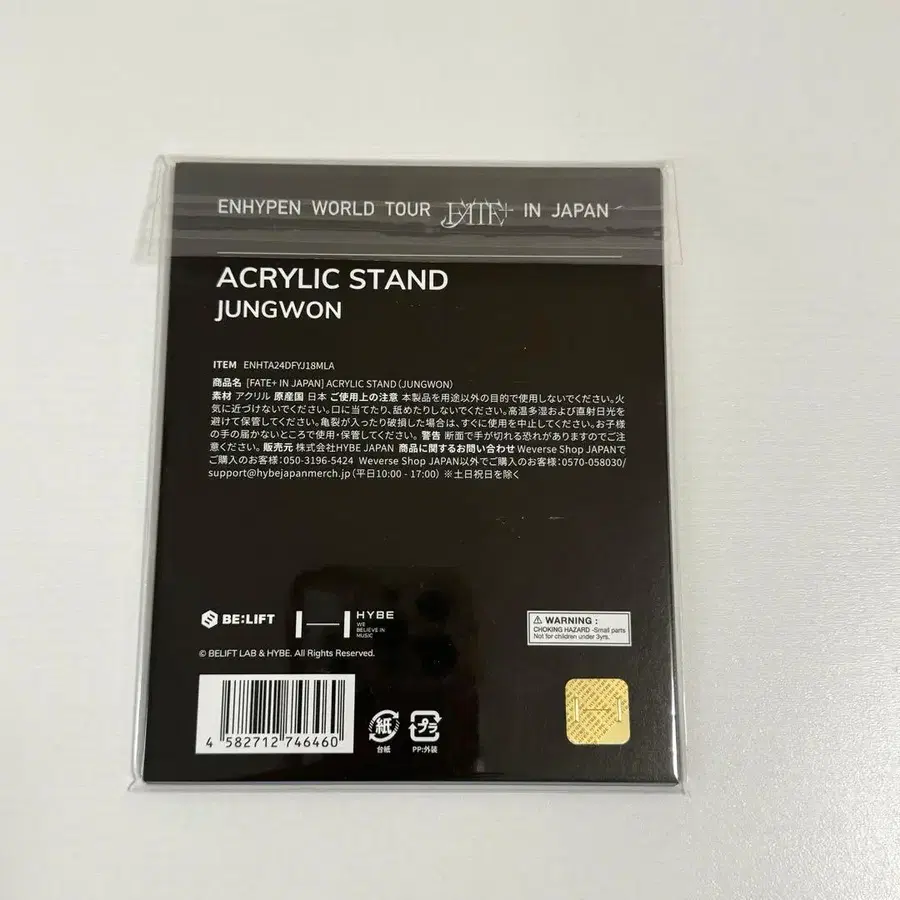 ENHYPEN WORLD TOUR FATE+ IN JAPAN
ACRYLIC STAND
JUNGWON
ITEM ENHTA24DFYJ18MLA
商品名 [FATE+ IN JAPAN] ACRYLIC STAND (JUNGWON)
素材 アクリル 原産国 日本 ご使用上の注意 本製品を用途以外の目的で使用しないでください。火
気に近づけないでください。口に当てたり、舐めたりしないでください。高温多湿および直射日光を
避けて保管してください。亀裂が入ったり破損した場合は、すぐに使用を中止してください。お子様
の手の届かないところで使用・保管してください。 警告 断面で手が切れる恐れがありますのでご注
意ください。 販売元 株式会社HYBE JAPAN 商品に関するお問い合わせ Weverse Shop JAPANで
ご購入のお客様:050-3196-5424 Weverse Shop JAPAN以外でご購入のお客様:0570-058030/
support@hybejapanmerch.jp(平日10:00 - 17:00) ※土日祝日を除く
BE:LIFT
HYBE
WE
BELIEVE IN
MUSIC
© BELIFT LAB & HYBE. All Rights Reserved.
⚠ WARNING :
CHOKING HAZARD -Small parts
Not for children under 3yrs.
4 582712 746460
紙
台紙
プラ
PP:外装